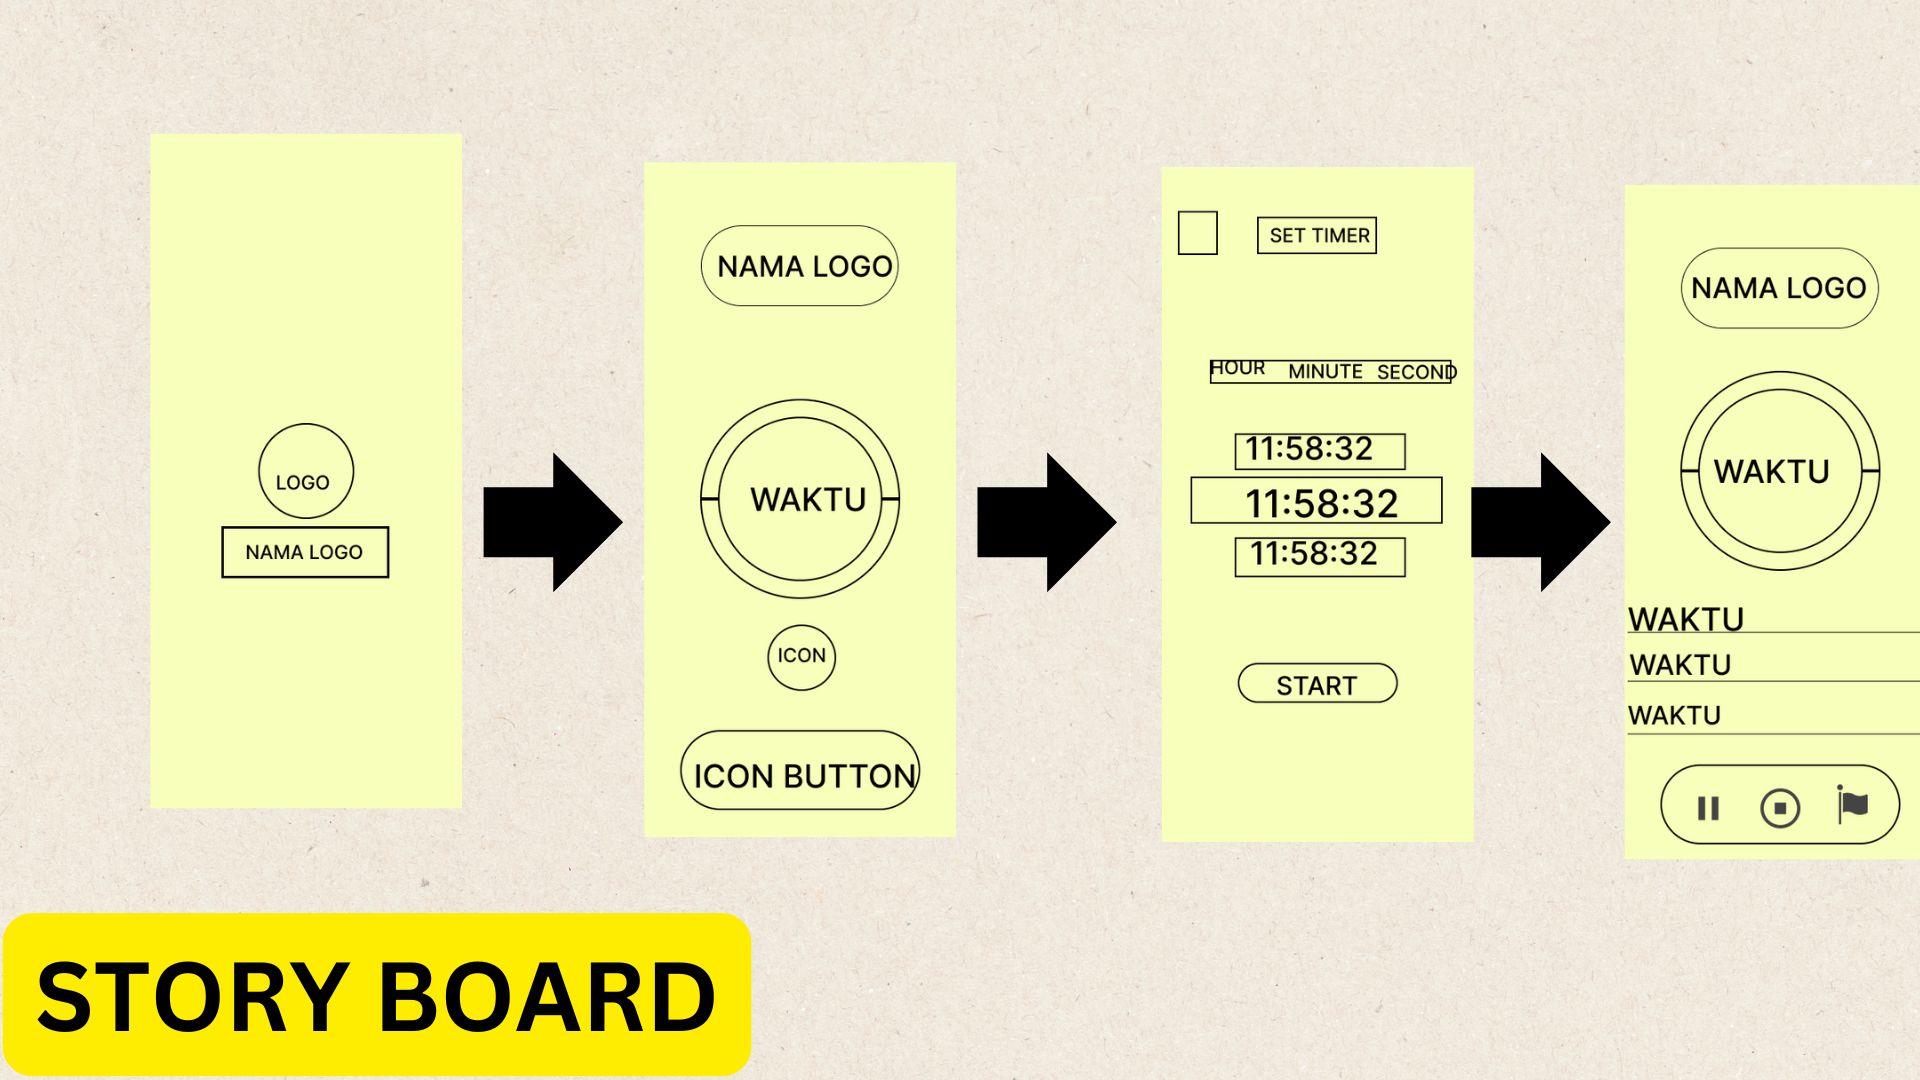 LOGO
NAMA LOGO
NAMA LOGO
WAKTU
ICON
ICON BUTTON
SET TIMER
HOUR MINUTE SECOND
11:58:32
11:58:32
11:58:32
START
NAMA LOGO
WAKTU
WAKTU
WAKTU
WAKTU
STORY BOARD